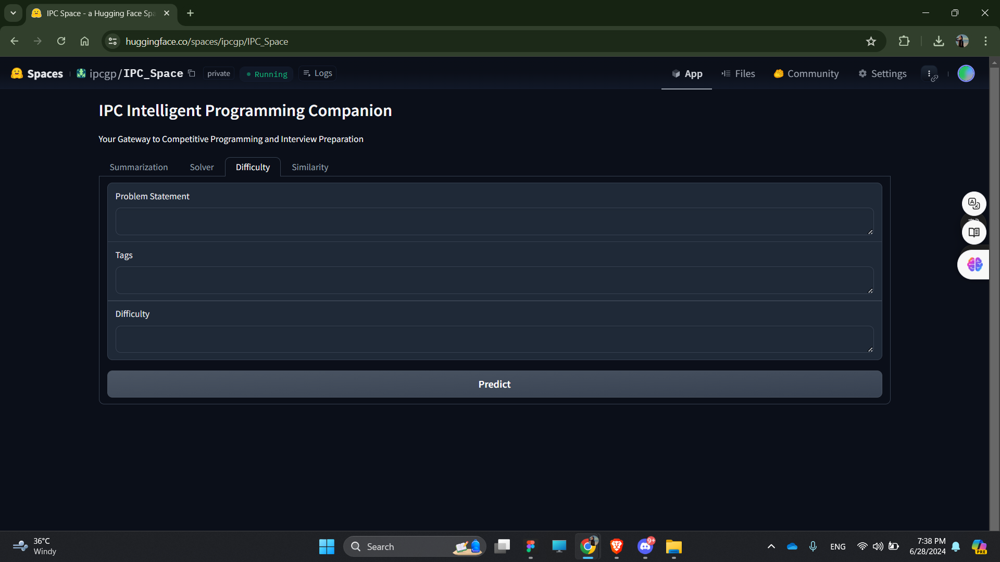 IPC Space - a Hugging Face Spa
huggingface.co/spaces/ipcgp/IPC_Space
Spaces ipcgp/IPC_Space private Running Logs App Files Community Settings
IPC Intelligent Programming Companion
Your Gateway to Competitive Programming and Interview Preparation
Summarization Solver Difficulty Similarity
Problem Statement
Tags
Difficulty
Predict
36°C
Windy
Search
9+
ENG
7:38 PM
6/28/2024
PRE